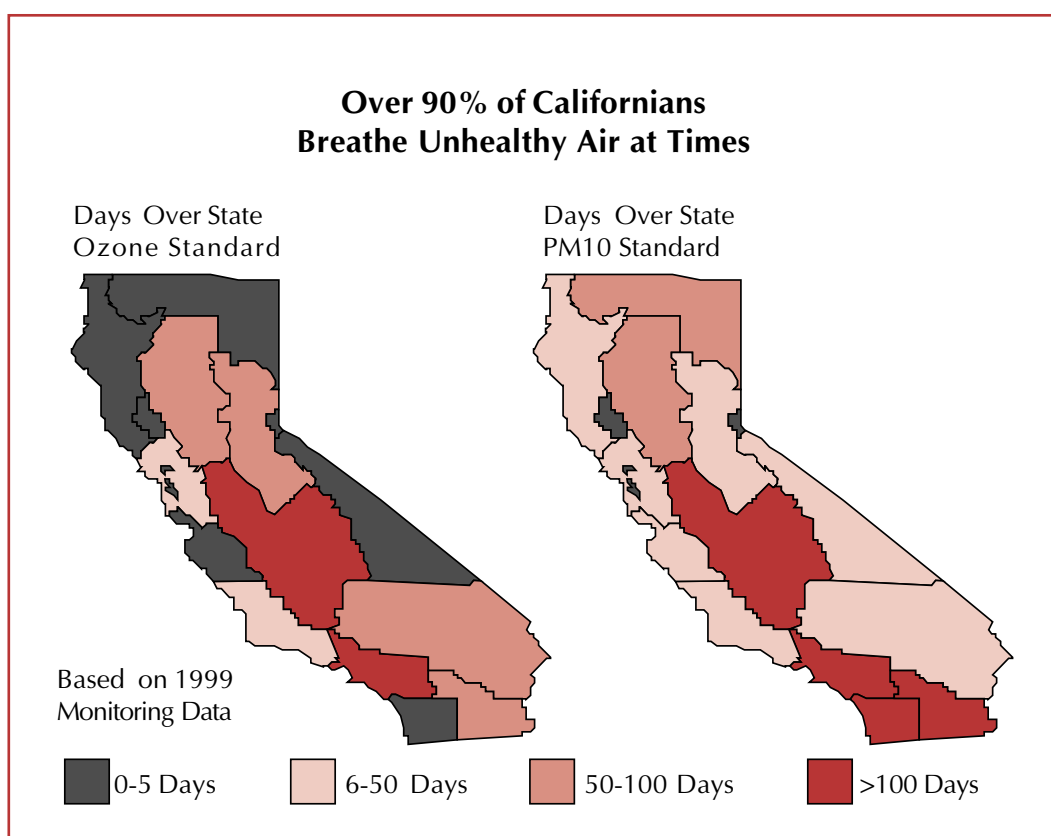 Over 90% of Californians
Breathe Unhealthy Air at Times
Days Over State
Ozone Standard
Days Over State
PM10 Standard
Based on 1999
Monitoring Data
0-5 Days
6-50 Days
50-100 Days
>100 Days